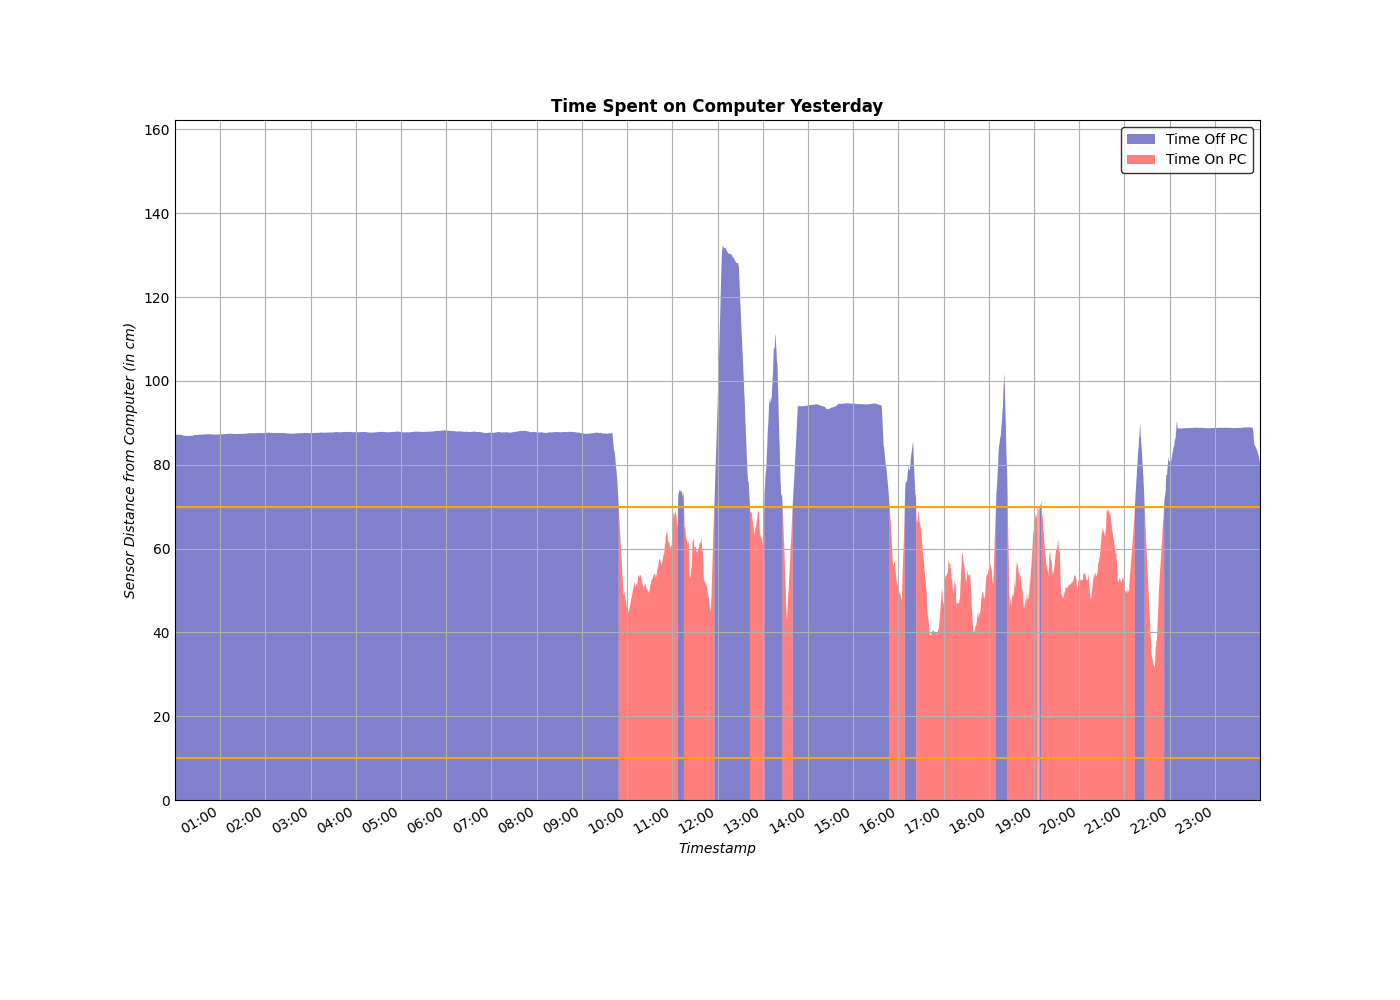 Time Spent on Computer Yesterday
Time Off PC
Time On PC
160
140
120
100
80
60
40
20
0
Sensor Distance from Computer (in cm)
01:00 02:00 03:00 04:00 05:00 06:00 07:00 08:00 09:00 10:00 11:00 12:00 13:00 14:00 15:00 16:00 17:00 18:00 19:00 20:00 21:00 22:00 23:00
Timestamp